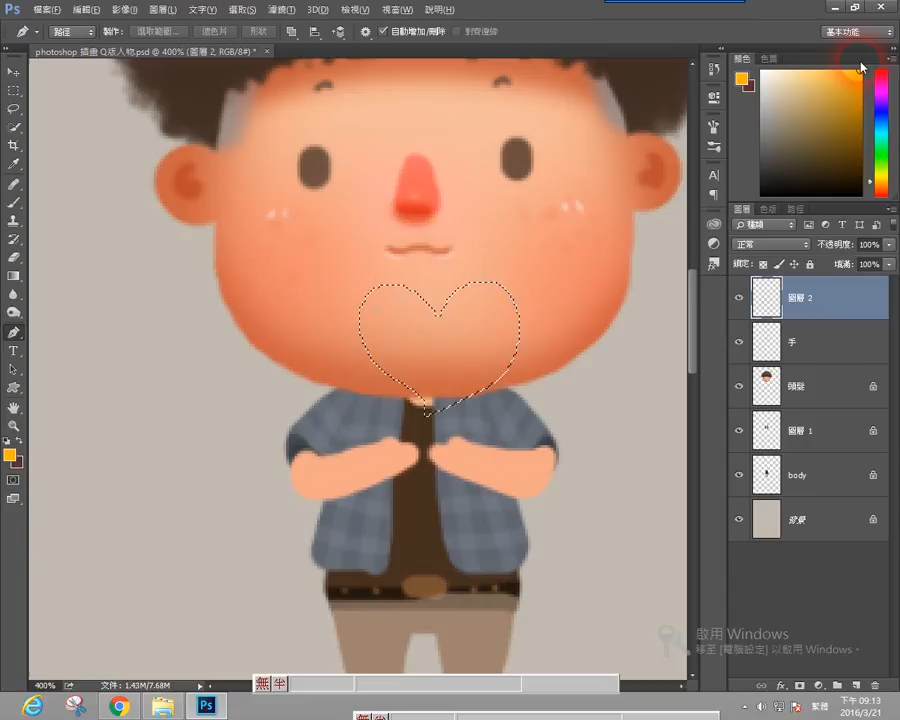 Ps 檔案(F) 編輯(E) 影像(I) 圖層(L) 文字(Y) 選取(S) 濾鏡(T) 3D(D) 檢視(V) 視窗(W) 說明(H)
路徑 製作: 選取範圍... 遮色片 形狀 自動增加/刪除 對齊邊緣 基本功能
photoshop 插畫 Q版人物.psd @ 400% (圖層 2, RGB/8#) * ×
顏色 色票
圖層 色版 路徑
種類
正常 不透明度: 100%
鎖定: 填滿: 100%
圖層 2
手
頭髮
圖層 1
body
背景
啟用 Windows
移至 [電腦設定] 以啟用 Windows。
400% 文件: 1.43M/7.68M
無 半
下午 09:13
繁體
2016/3/21